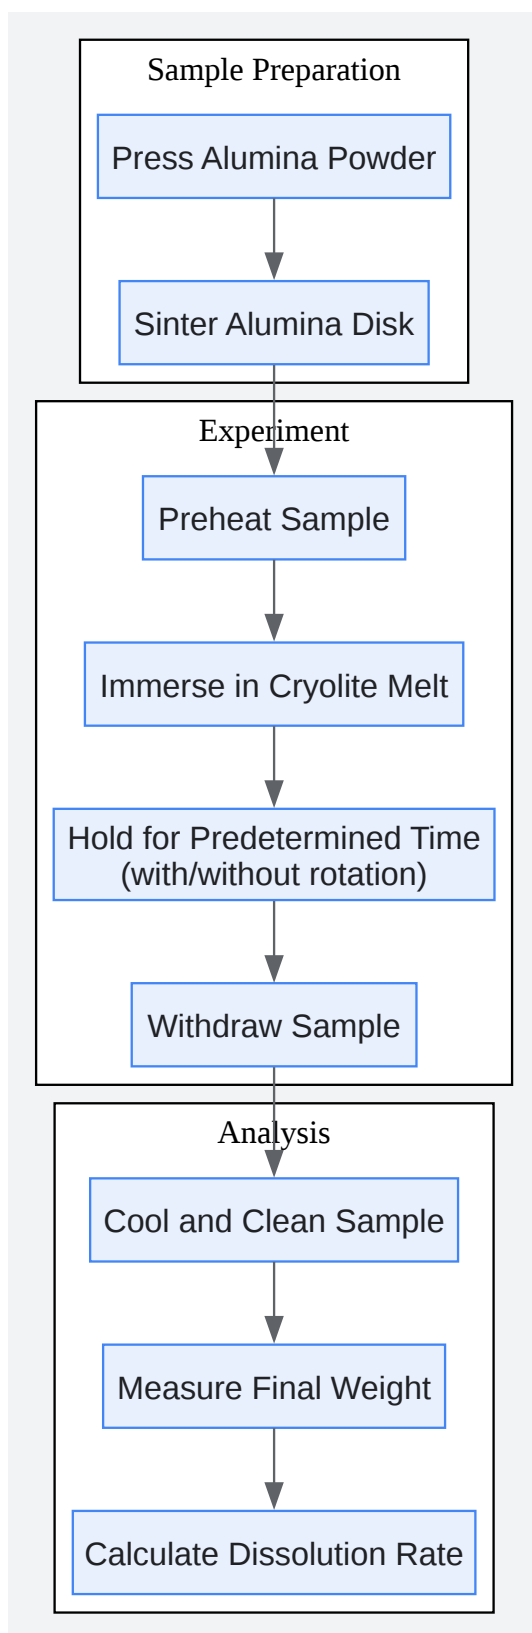 Sample Preparation
Press Alumina Powder
Sinter Alumina Disk
Experiment
Preheat Sample
Immerse in Cryolite Melt
Hold for Predetermined Time
(with/without rotation)
Withdraw Sample
Analysis
Cool and Clean Sample
Measure Final Weight
Calculate Dissolution Rate